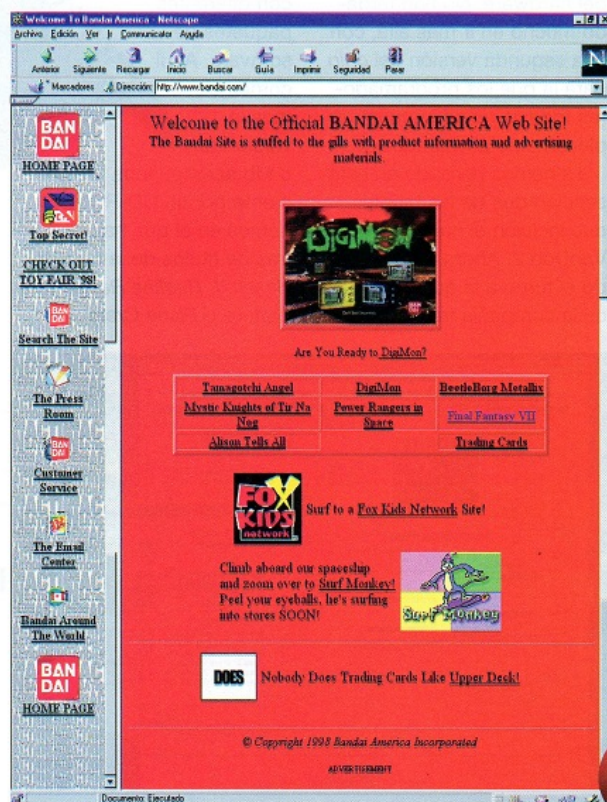 Welcome To Bandai America - Netscape
Archivo Edición Ver Ir Communicator Ayuda
Anterior Siguiente Recargar Inicio Buscar Guía Imprimir Seguridad Parar
N
Marcadores Dirección: http://www.bandai.com/
BAN
DAI
HOME PAGE
Top Secret!
CHECK OUT
TOY FAIR '98!
BAN
DAI
Search The Site
The Press
Room
BAN
DAI
Customer
Service
The Email
Center
Bandai Around
The World
BAN
DAI
HOME PAGE
Welcome to the Official BANDAI AMERICA Web Site!
The Bandai Site is stuffed to the gills with product information and advertising
materials
DIGIMON
Are You Ready to DigiMon?
Tamagotchi Angel DigiMon BeetleBorg Metallix
Mystic Knights of Tir Na
Nog
Power Rangers in
Space
Final Fantasy VII
Alison Tells All Trading Cards
FOX
KIDS
network
Surf to a Fox Kids Network Site!
Climb aboard our spaceship
and zoom over to Surf Monkey!
Peel your eyeballs, he's surfing
into stores SOON!
Surf Monkey
DOES
Nobody Does Trading Cards Like Upper Deck!
© Copyright 1998 Bandai America Incorporated
ADVERTISEMENT
Documento: Ejecutado